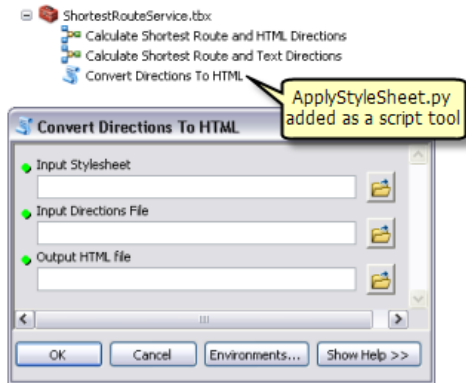 ShortestRouteService.tbx
Calculate Shortest Route and HTML Directions
Calculate Shortest Route and Text Directions
Convert Directions To HTML
ApplyStyleSheet.py
added as a script tool
Convert Directions To HTML
Input Stylesheet
Input Directions File
Output HTML file
OK Cancel Environments... Show Help >>